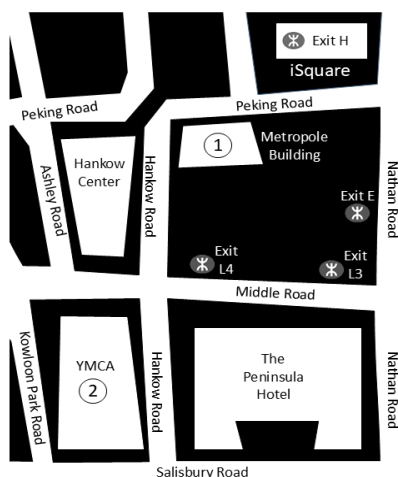 Exit H
iSquare
Peking Road
Peking Road
1
Metropole
Building
Hankow
Center
Ashley Road
Hankow Road
Nathan Road
Exit E
Exit
L4
Exit
L3
Middle Road
Kowloon Park Road
YMCA
2
Hankow Road
The
Peninsula
Hotel
Nathan Road
Salisbury Road